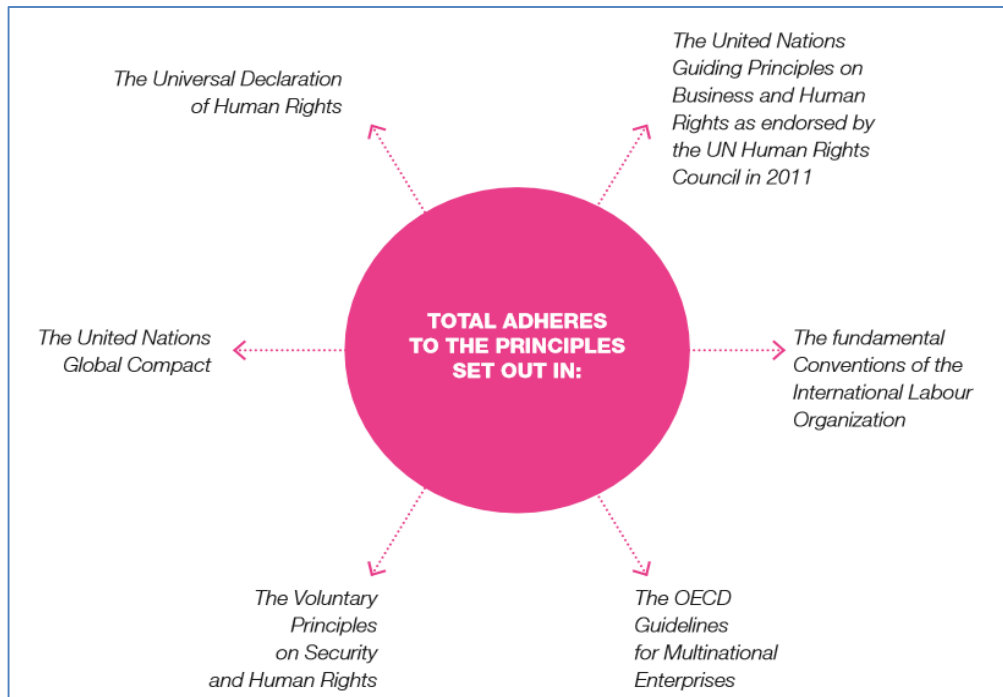 The Universal Declaration
of Human Rights
The United Nations
Guiding Principles on
Business and Human
Rights as endorsed by
the UN Human Rights
Council in 2011
TOTAL ADHERES
TO THE PRINCIPLES
SET OUT IN:
The United Nations
Global Compact
The fundamental
Conventions of the
International Labour
Organization
The Voluntary
Principles
on Security
and Human Rights
The OECD
Guidelines
for Multinational
Enterprises